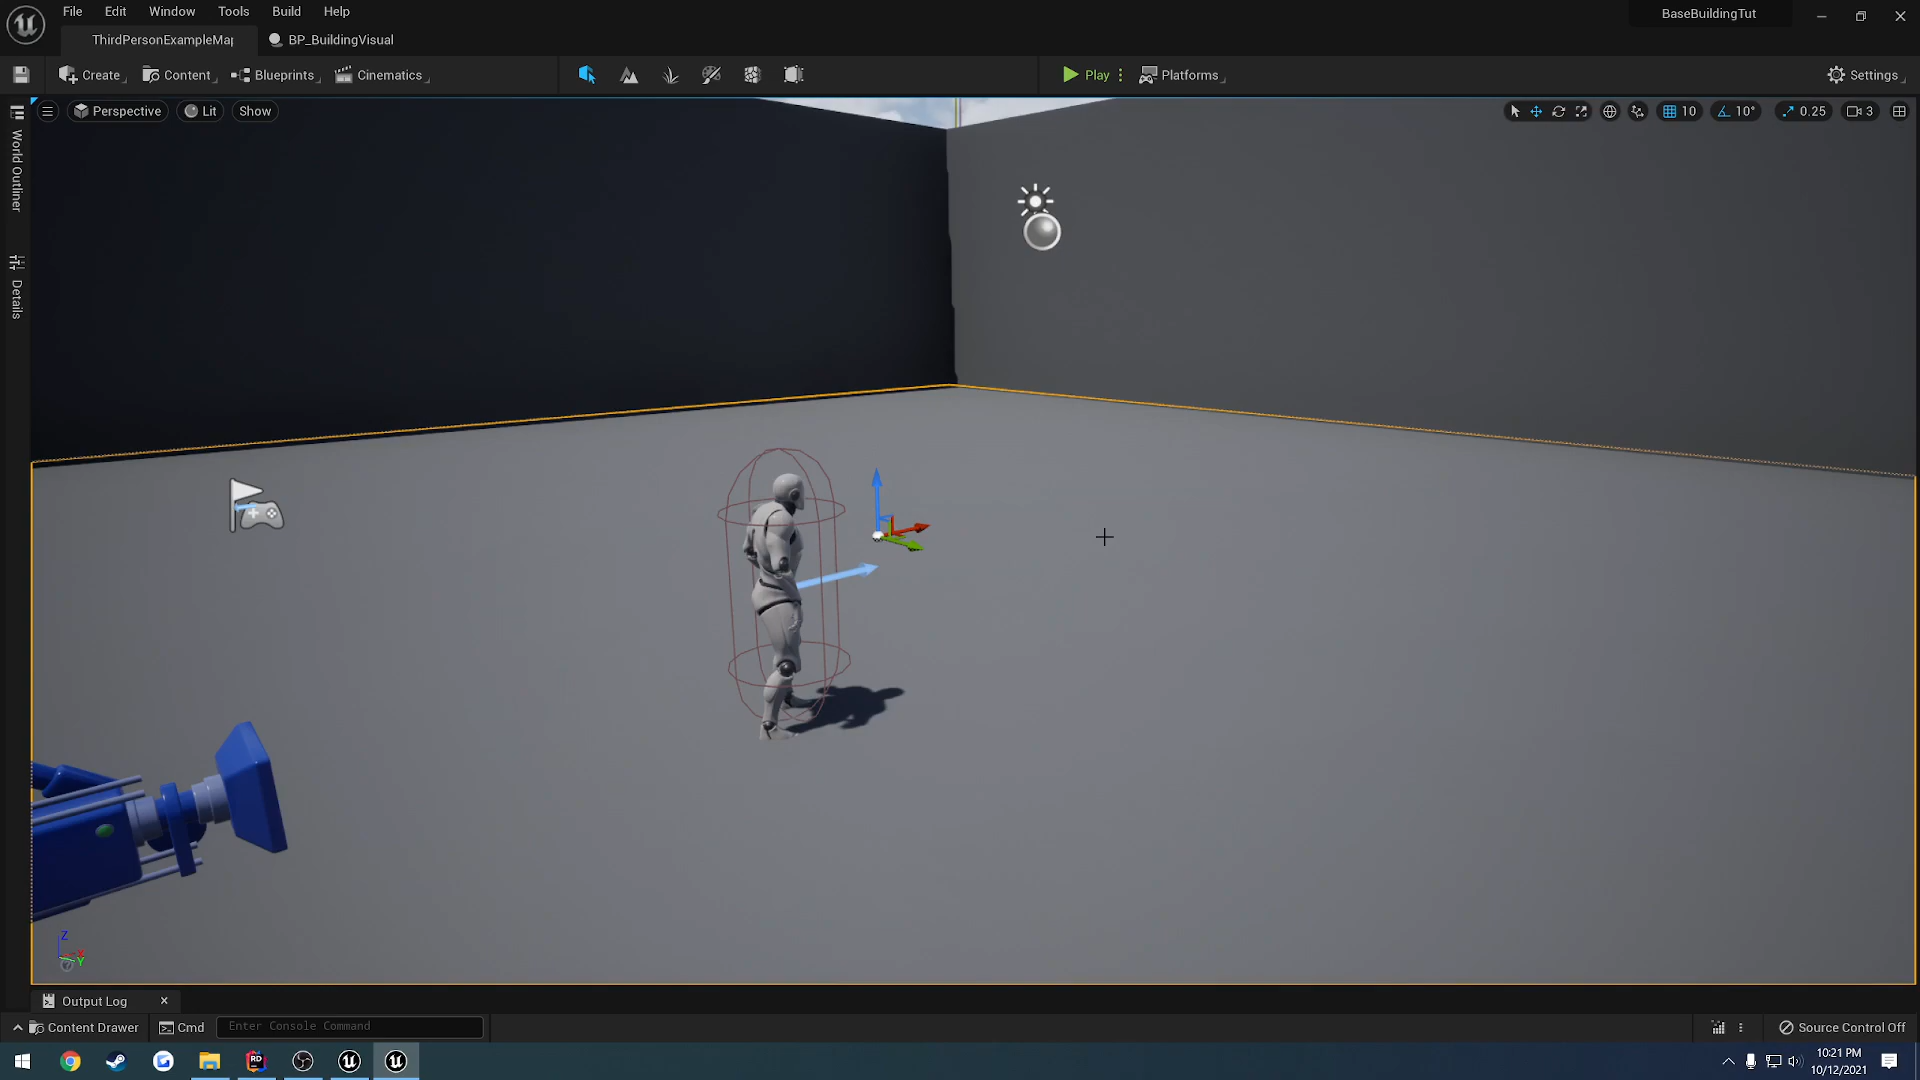 File Edit Window Tools Build Help
BaseBuildingTut
ThirdPersonExampleMap
BP_BuildingVisual
Create Content Blueprints Cinematics Play Platforms Settings
Perspective Lit Show 10 10° 0.25 3
World Outliner
Details
Z
X
Y
Output Log
Content Drawer Cmd Enter Console Command Source Control Off
RD
10:21 PM
10/12/2021